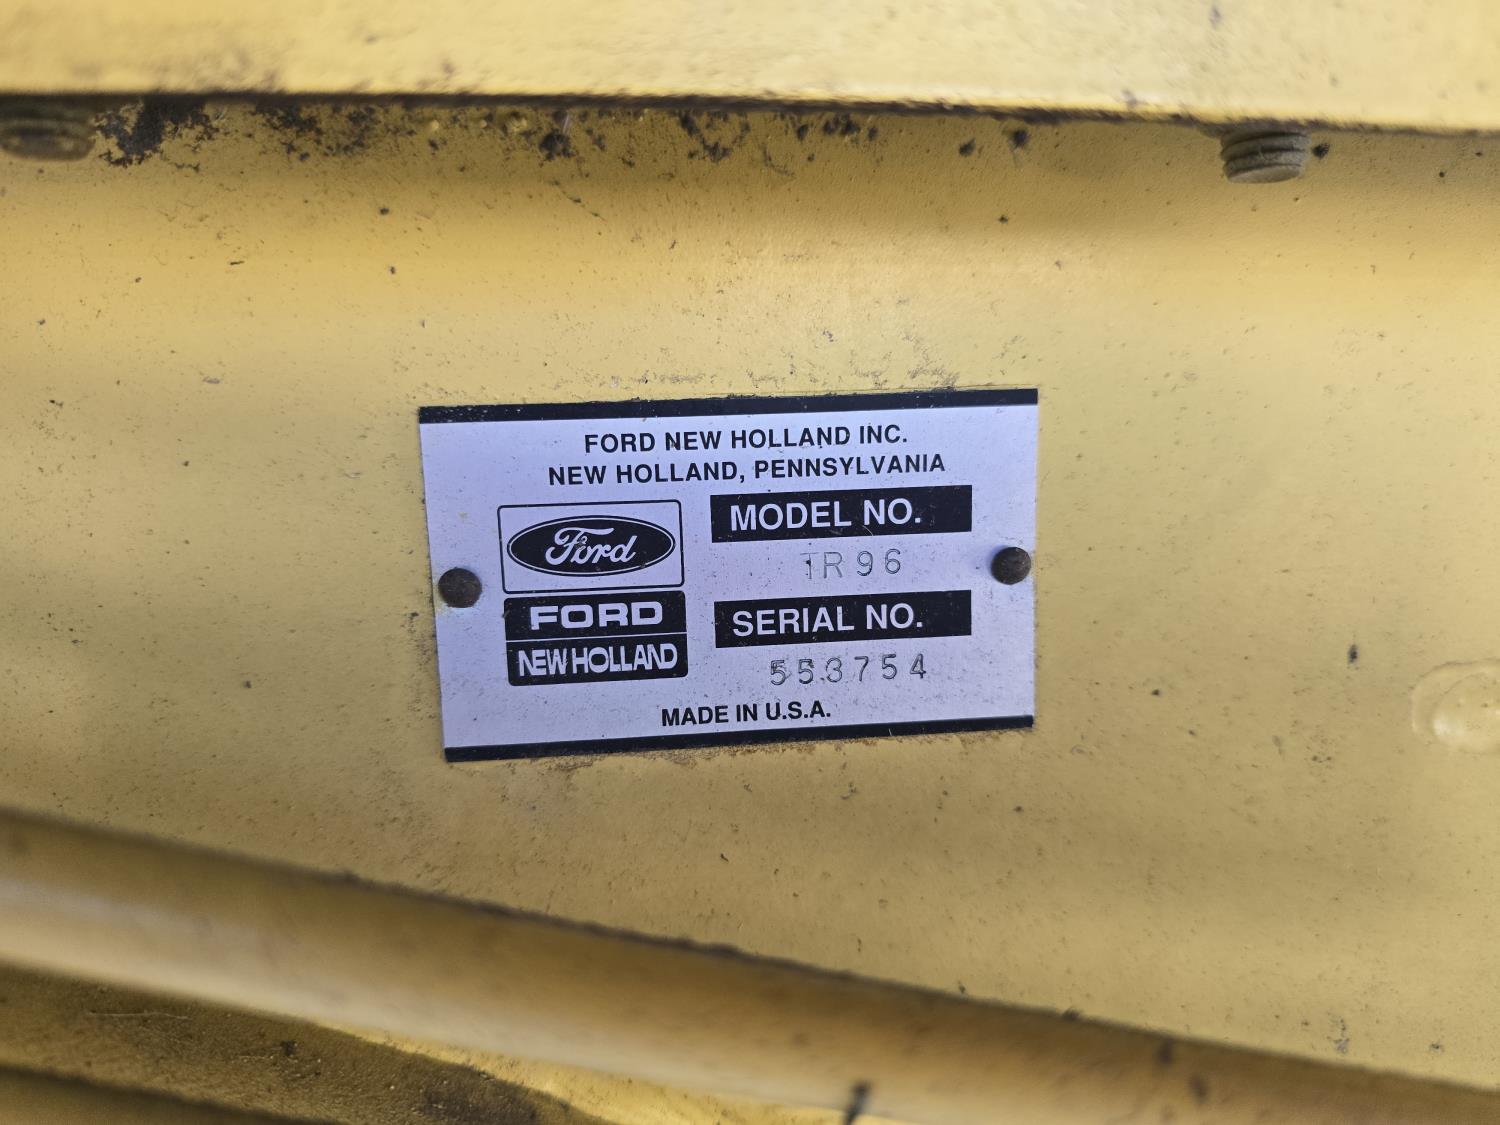 FORD NEW HOLLAND INC.
NEW HOLLAND, PENNSYLVANIA
Ford
FORD
NEW HOLLAND
MODEL NO.
TR96
SERIAL NO.
553754
MADE IN U.S.A.